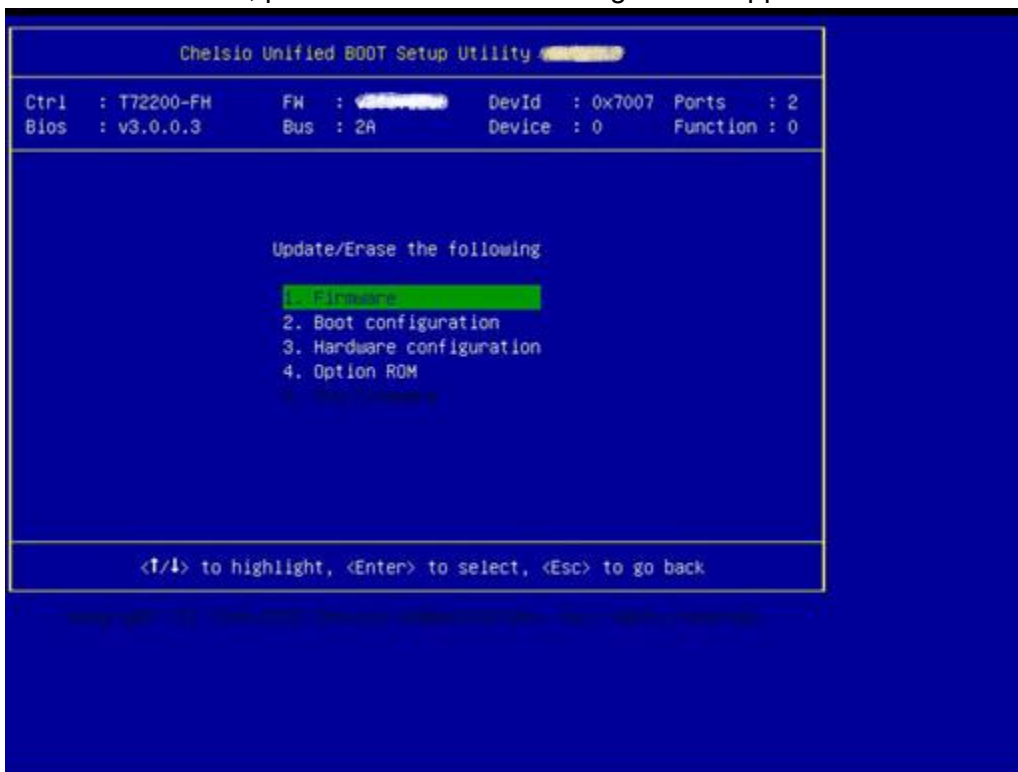 Chelsio Unified BOOT Setup Utility
Ctrl : T72200-FH FW : DevId : 0x7007 Ports : 2
Bios : v3.0.0.3 Bus : 2A Device : 0 Function : 0
Update/Erase the following
1. Firmware
2. Boot configuration
3. Hardware configuration
4. Option ROM
<↑/↓> to highlight, <Enter> to select, <Esc> to go back